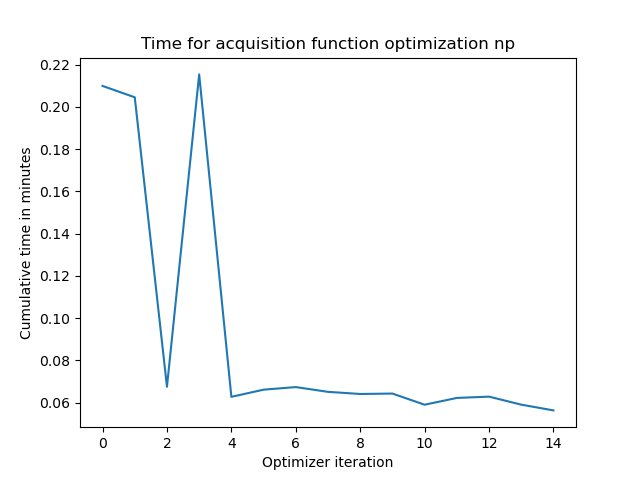 Time for acquisition function optimization np
Cumulative time in minutes
0.22
0.20
0.18
0.16
0.14
0.12
0.10
0.08
0.06
0 2 4 6 8 10 12 14
Optimizer iteration